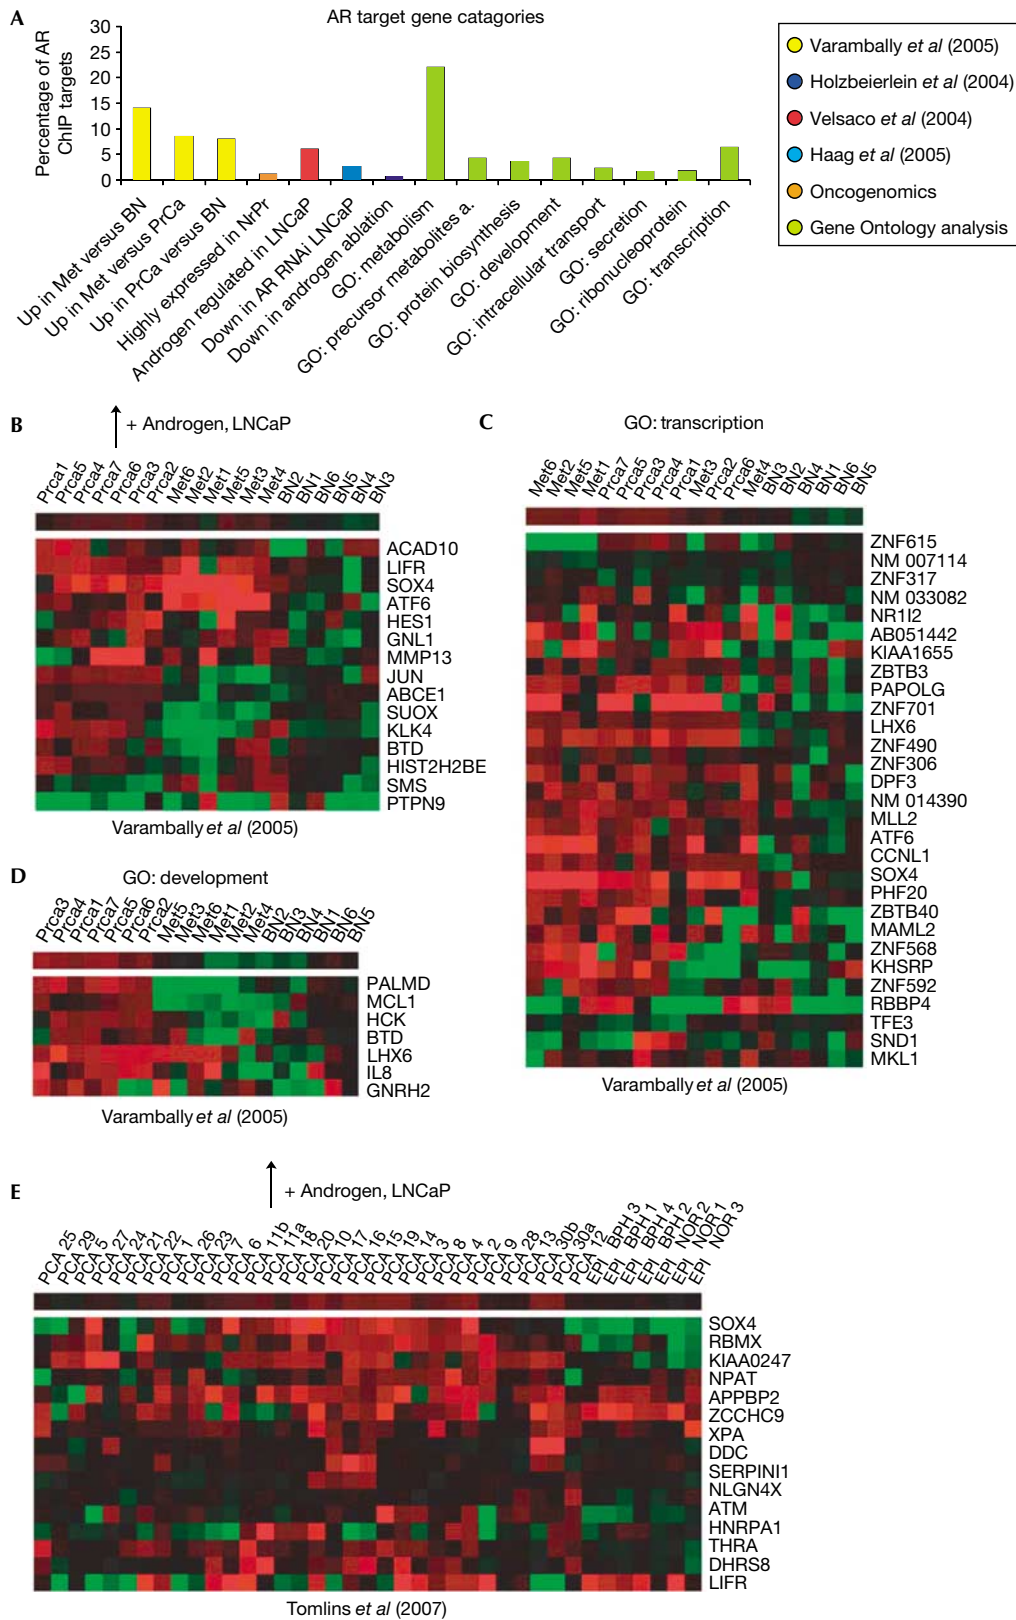 A
AR target gene catagories
Percentage of AR
ChIP targets
30
25
20
15
10
5
0
Up in Met versus BN
Up in Met versus PrCa
Up in PrCa versus BN
Highly expressed in NrPr
Androgen regulated in LNCaP
Down in AR RNAi LNCaP
Down in androgen ablation
GO: metabolism
GO: precursor metabolites a.
GO: protein biosynthesis
GO: development
GO: intracellular transport
GO: secretion
GO: ribonucleoprotein
GO: transcription
Varambally et al (2005)
Holzbeierlein et al (2004)
Velsaco et al (2004)
Haag et al (2005)
Oncogenomics
Gene Ontology analysis
B
+ Androgen, LNCaP
Prca1
Prca5
Prca4
Prca7
Prca6
Prca3
Prca2
Met6
Met2
Met1
Met5
Met3
Met4
BN2
BN1
BN6
BN5
BN4
BN3
ACAD10
LIFR
SOX4
ATF6
HES1
GNL1
MMP13
JUN
ABCE1
SUOX
KLK4
BTD
HIST2H2BE
SMS
PTPN9
Varambally et al (2005)
C
GO: transcription
Met6
Met2
Met5
Met1
Prca7
Prca5
Prca3
Prca4
Prca1
Met3
Prca2
Prca6
Met4
BN3
BN2
BN4
BN1
BN6
BN5
ZNF615
NM 007114
ZNF317
NM 033082
NR1I2
AB051442
KIAA1655
ZBTB3
PAPOLG
ZNF701
LHX6
ZNF490
ZNF306
DPF3
NM 014390
MLL2
ATF6
CCNL1
SOX4
PHF20
ZBTB40
MAML2
ZNF568
KHSRP
ZNF592
RBBP4
TFE3
SND1
MKL1
Varambally et al (2005)
D
GO: development
Prca3
Prca4
Prca1
Prca7
Prca5
Prca6
Prca2
Met5
Met3
Met6
Met1
Met2
Met4
BN2
BN3
BN4
BN1
BN6
BN5
PALMD
MCL1
HCK
BTD
LHX6
IL8
GNRH2
Varambally et al (2005)
E
+ Androgen, LNCaP
PCA 25
PCA 29
PCA 5
PCA 27
PCA 24
PCA 21
PCA 22
PCA 1
PCA 26
PCA 23
PCA 7
PCA 6
PCA 11b
PCA 11a
PCA 18
PCA 20
PCA 10
PCA 17
PCA 16
PCA 15
PCA 19
PCA 14
PCA 3
PCA 8
PCA 4
PCA 2
PCA 9
PCA 28
PCA 13
PCA 30b
PCA 30a
PCA 12
EPI BPH 3
EPI BPH 1
EPI BPH 4
EPI BPH 2
EPI NOR 2
EPI NOR 1
EPI NOR 3
SOX4
RBMX
KIAA0247
NPAT
APPBP2
ZCCHC9
XPA
DDC
SERPINI1
NLGN4X
ATM
HNRPA1
THRA
DHRS8
LIFR
Tomlins et al (2007)